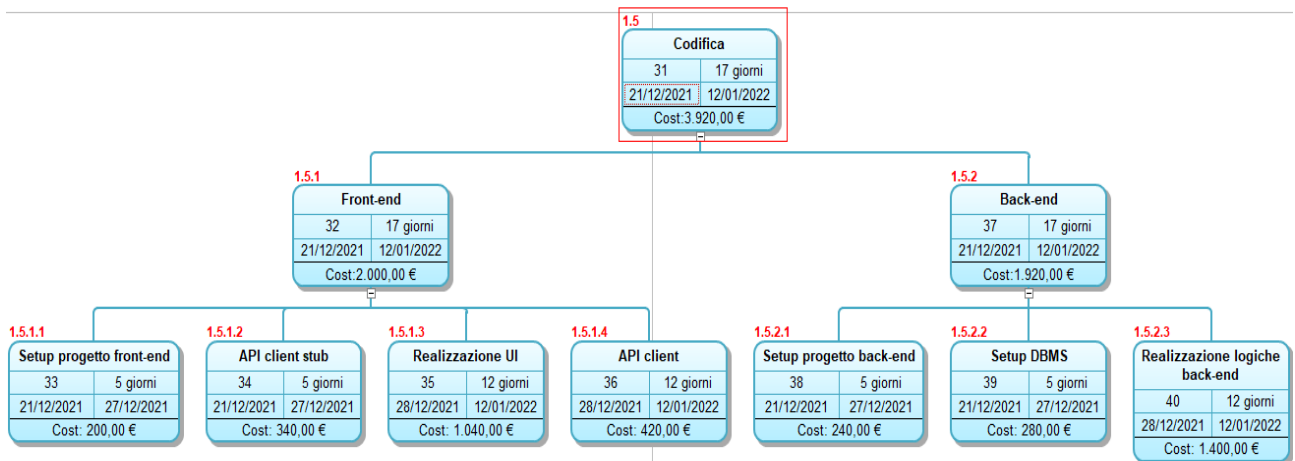 1.5
Codifica
31 17 giorni
21/12/2021 12/01/2022
Cost:3.920,00 €
1.5.1
Front-end
32 17 giorni
21/12/2021 12/01/2022
Cost:2.000,00 €
1.5.2
Back-end
37 17 giorni
21/12/2021 12/01/2022
Cost:1.920,00 €
1.5.1.1
Setup progetto front-end
33 5 giorni
21/12/2021 27/12/2021
Cost: 200,00 €
1.5.1.2
API client stub
34 5 giorni
21/12/2021 27/12/2021
Cost: 340,00 €
1.5.1.3
Realizzazione UI
35 12 giorni
28/12/2021 12/01/2022
Cost: 1.040,00 €
1.5.1.4
API client
36 12 giorni
28/12/2021 12/01/2022
Cost: 420,00 €
1.5.2.1
Setup progetto back-end
38 5 giorni
21/12/2021 27/12/2021
Cost: 240,00 €
1.5.2.2
Setup DBMS
39 5 giorni
21/12/2021 27/12/2021
Cost: 280,00 €
1.5.2.3
Realizzazione logiche
back-end
40 12 giorni
28/12/2021 12/01/2022
Cost: 1.400,00 €